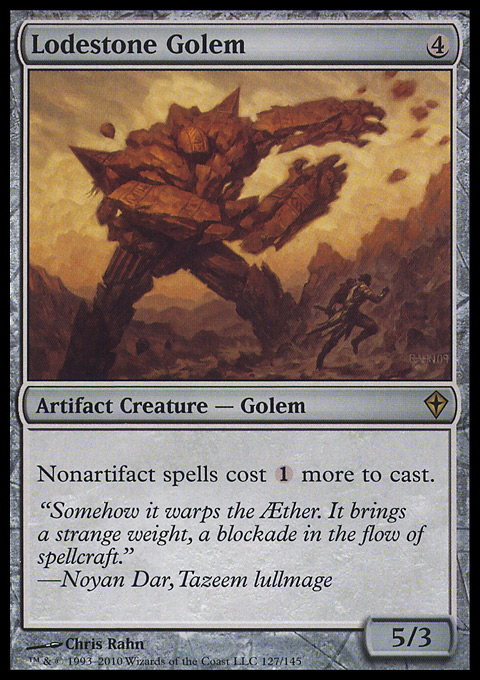 Lodestone Golem 4
Artifact Creature — Golem
Nonartifact spells cost 1 more to cast.
“Somehow it warps the Æther. It brings
a strange weight, a blockade in the flow of
spellcraft.”
—Noyan Dar, Tazeem lullmage
5/3
Chris Rahn
™ & © 1993–2010 Wizards of the Coast LLC 127/145